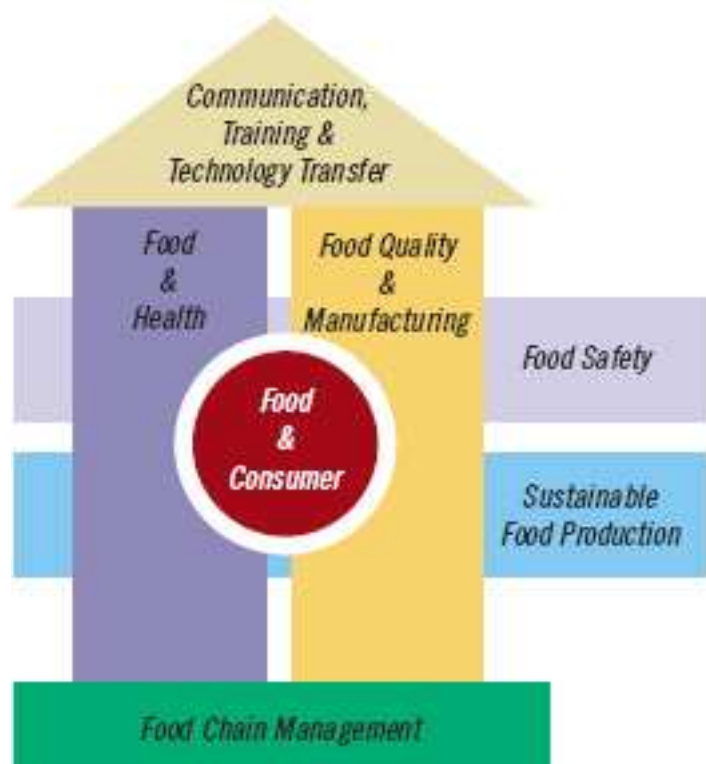 Communication,
Training &
Technology Transfer
Food
&
Health
Food Quality
&
Manufacturing
Food Safety
Food
&
Consumer
Sustainable
Food Production
Food Chain Management